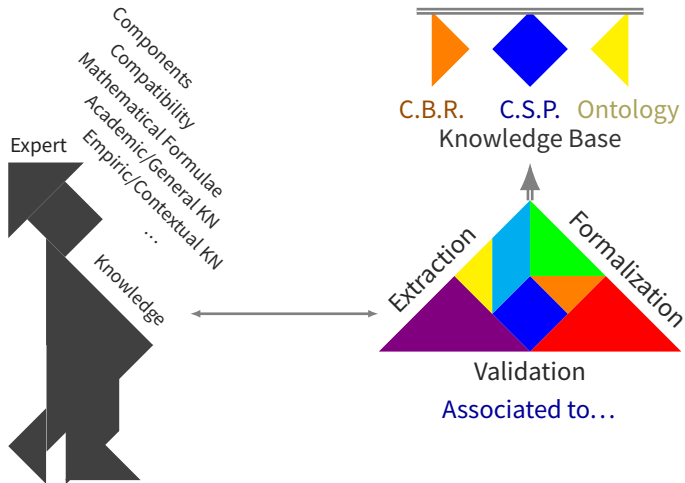 Components
Compatibility
Mathematical Formulae
Academic/General KN
Empiric/Contextual KN
…
Expert
Knowledge
C.B.R. C.S.P. Ontology
Knowledge Base
Extraction
Formalization
Validation
Associated to…